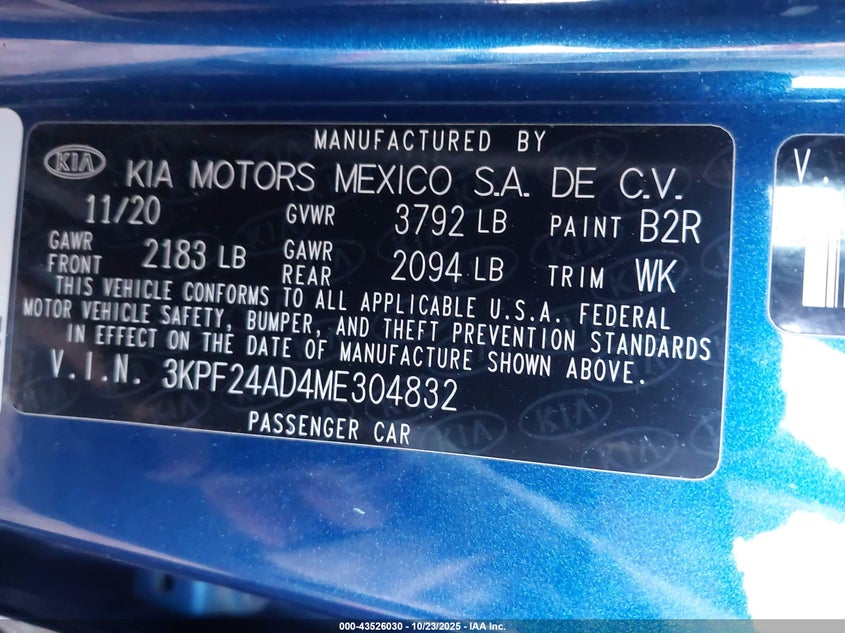 MANUFACTURED BY
KIA KIA MOTORS MEXICO S.A. DE C.V.
11/20 GVWR 3792 LB PAINT B2R
GAWR FRONT 2183 LB GAWR REAR 2094 LB TRIM WK
THIS VEHICLE CONFORMS TO ALL APPLICABLE U.S.A. FEDERAL
MOTOR VEHICLE SAFETY, BUMPER, AND THEFT PREVENTION STANDARDS
IN EFFECT ON THE DATE OF MANUFACTURE SHOWN ABOVE.
V.I.N. 3KPF24AD4ME304832
PASSENGER CAR
V.
000-43526030 - 10/23/2025 - IAA Inc.